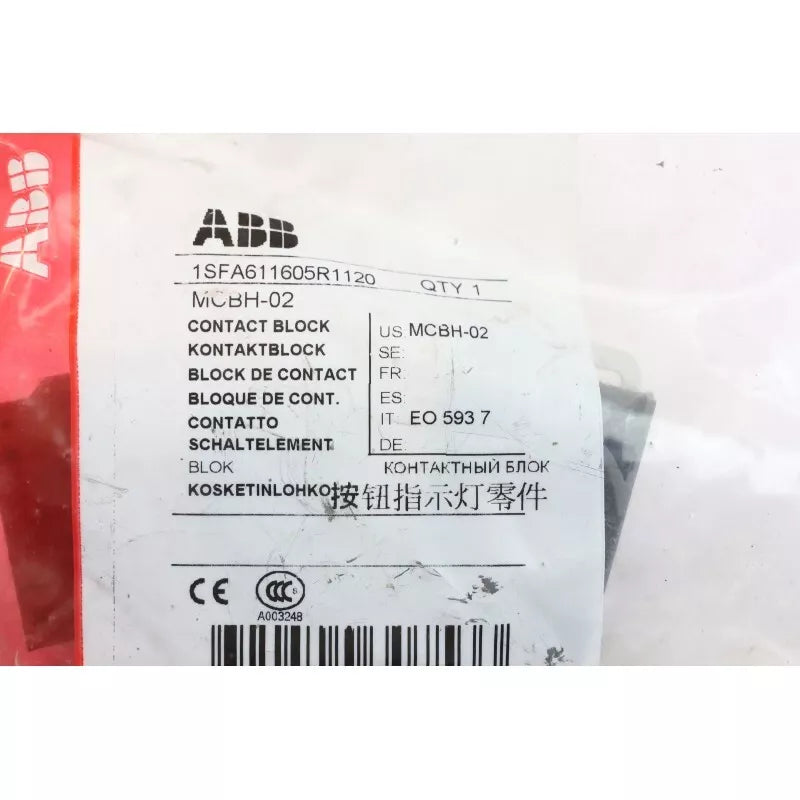 ABB
ABB
1SFA611605R1120 QTY 1
MCBH-02
CONTACT BLOCK US: MCBH-02
KONTAKTBLOCK SE:
BLOCK DE CONTACT FR:
BLOQUE DE CONT. ES:
CONTATTO IT: EO 593 7
SCHALTELEMENT DE:
BLOK КОНТАКТНЫЙ БЛОК
KOSKETINLOHKO 按钮指示灯零件
CE CCC S
A003248